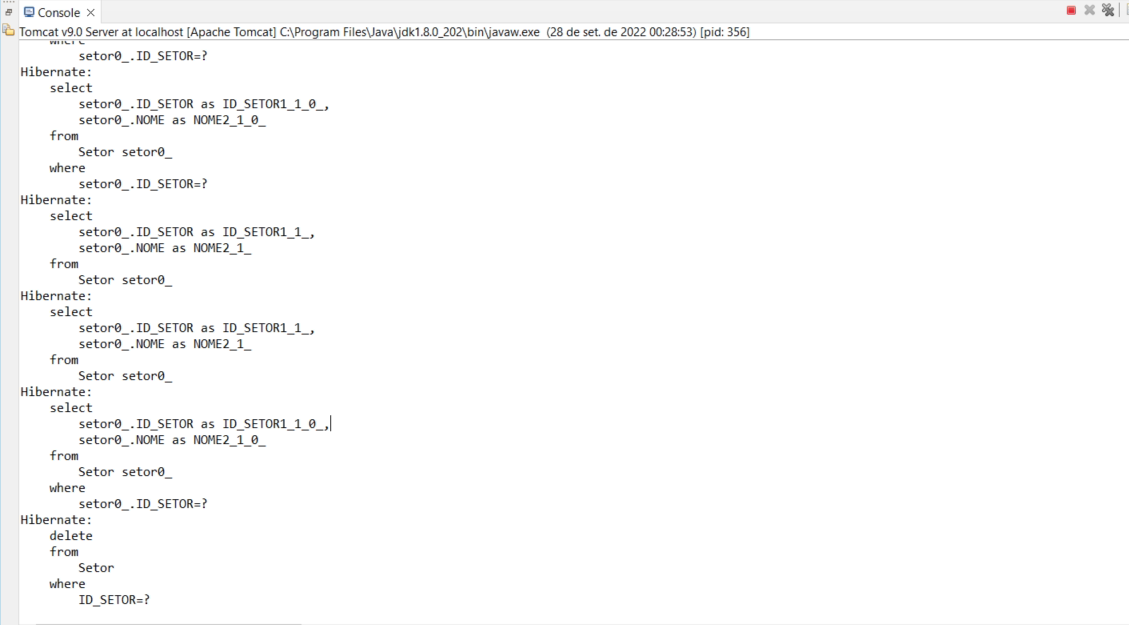 Console
Tomcat v9.0 Server at localhost [Apache Tomcat] C:\Program Files\Java\jdk1.8.0_202\bin\javaw.exe (28 de set. de 2022 00:28:53) [pid: 356]
where
        setor0_.ID_SETOR=?
Hibernate:
    select
        setor0_.ID_SETOR as ID_SETOR1_1_0_,
        setor0_.NOME as NOME2_1_0_
    from
        Setor setor0_
    where
        setor0_.ID_SETOR=?
Hibernate:
    select
        setor0_.ID_SETOR as ID_SETOR1_1_,
        setor0_.NOME as NOME2_1_
    from
        Setor setor0_
Hibernate:
    select
        setor0_.ID_SETOR as ID_SETOR1_1_,
        setor0_.NOME as NOME2_1_
    from
        Setor setor0_
Hibernate:
    select
        setor0_.ID_SETOR as ID_SETOR1_1_0_,
        setor0_.NOME as NOME2_1_0_
    from
        Setor setor0_
    where
        setor0_.ID_SETOR=?
Hibernate:
    delete
    from
        Setor
    where
        ID_SETOR=?